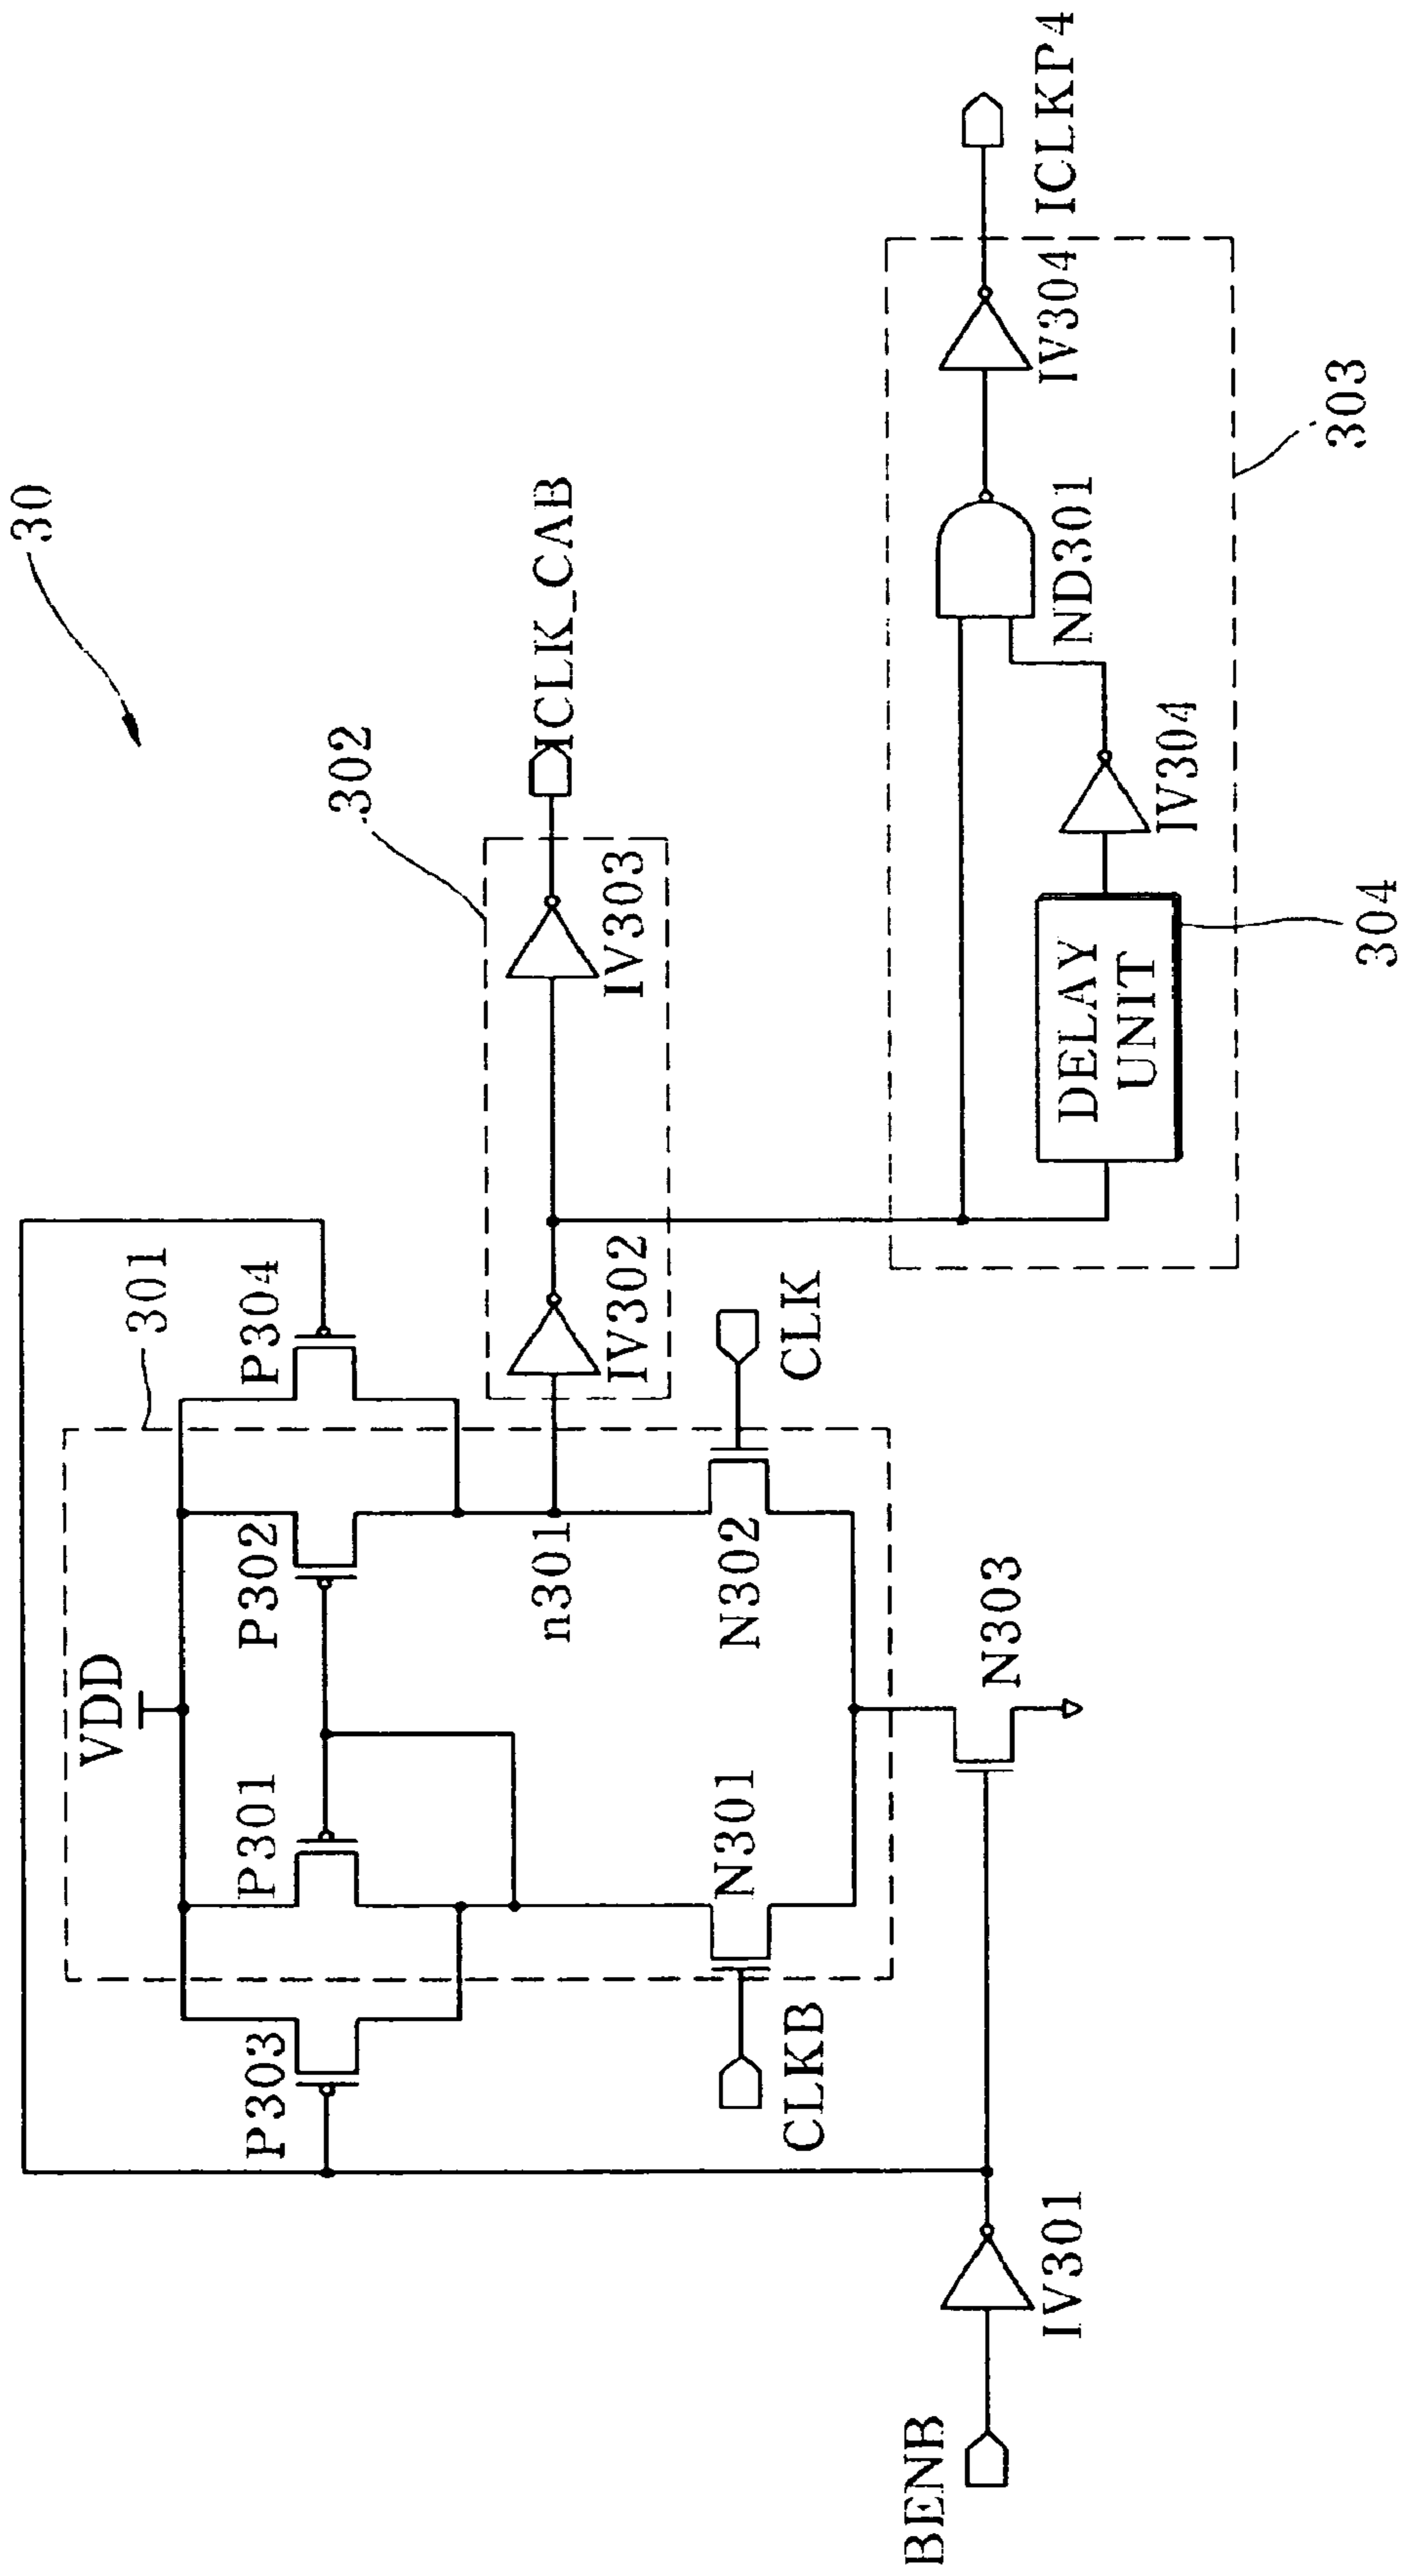 30
VDD
301
P303
P301
P302
P304
302
ICLK_CAB
n301
IV302
IV303
CLKB
N301
N302
CLK
BENB
IV301
N303
DELAY
UNIT
304
IV304
ND301
IV304
ICLKP4
303